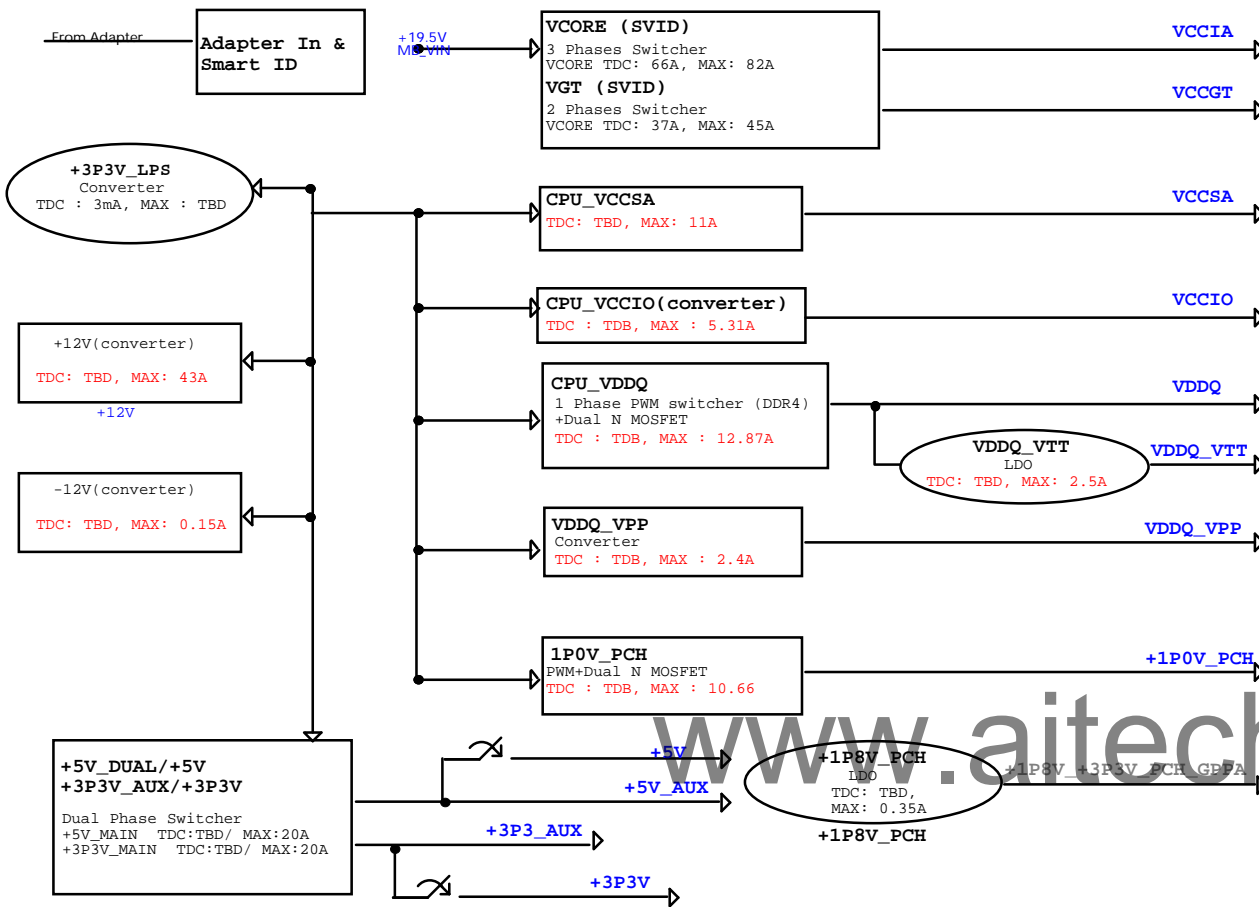 From Adapter
Adapter In &
Smart ID
+19.5V
MB_VIN
VCORE (SVID)
3 Phases Switcher
VCORE TDC: 66A, MAX: 82A
VGT (SVID)
2 Phases Switcher
VCORE TDC: 37A, MAX: 45A
VCCIA
VCCGT
+3P3V_LPS
Converter
TDC : 3mA, MAX : TBD
CPU_VCCSA
TDC: TBD, MAX: 11A
VCCSA
CPU_VCCIO(converter)
TDC : TDB, MAX : 5.31A
VCCIO
+12V(converter)
TDC: TBD, MAX: 43A
+12V
CPU_VDDQ
1 Phase PWM switcher (DDR4)
+Dual N MOSFET
TDC : TDB, MAX : 12.87A
VDDQ
VDDQ_VTT
LDO
TDC: TBD, MAX: 2.5A
VDDQ_VTT
-12V(converter)
TDC: TBD, MAX: 0.15A
VDDQ_VPP
Converter
TDC : TDB, MAX : 2.4A
VDDQ_VPP
1P0V_PCH
PWM+Dual N MOSFET
TDC : TDB, MAX : 10.66
+1P0V_PCH
www.aitech
+5V_DUAL/+5V
+3P3V_AUX/+3P3V
Dual Phase Switcher
+5V_MAIN TDC:TBD/ MAX:20A
+3P3V_MAIN TDC:TBD/ MAX:20A
+5V
+5V_AUX
+3P3_AUX
+3P3V
+1P8V_PCH
LDO
TDC: TBD,
MAX: 0.35A
+1P8V_PCH
+1P8V_+3P3V_PCH_GPPA